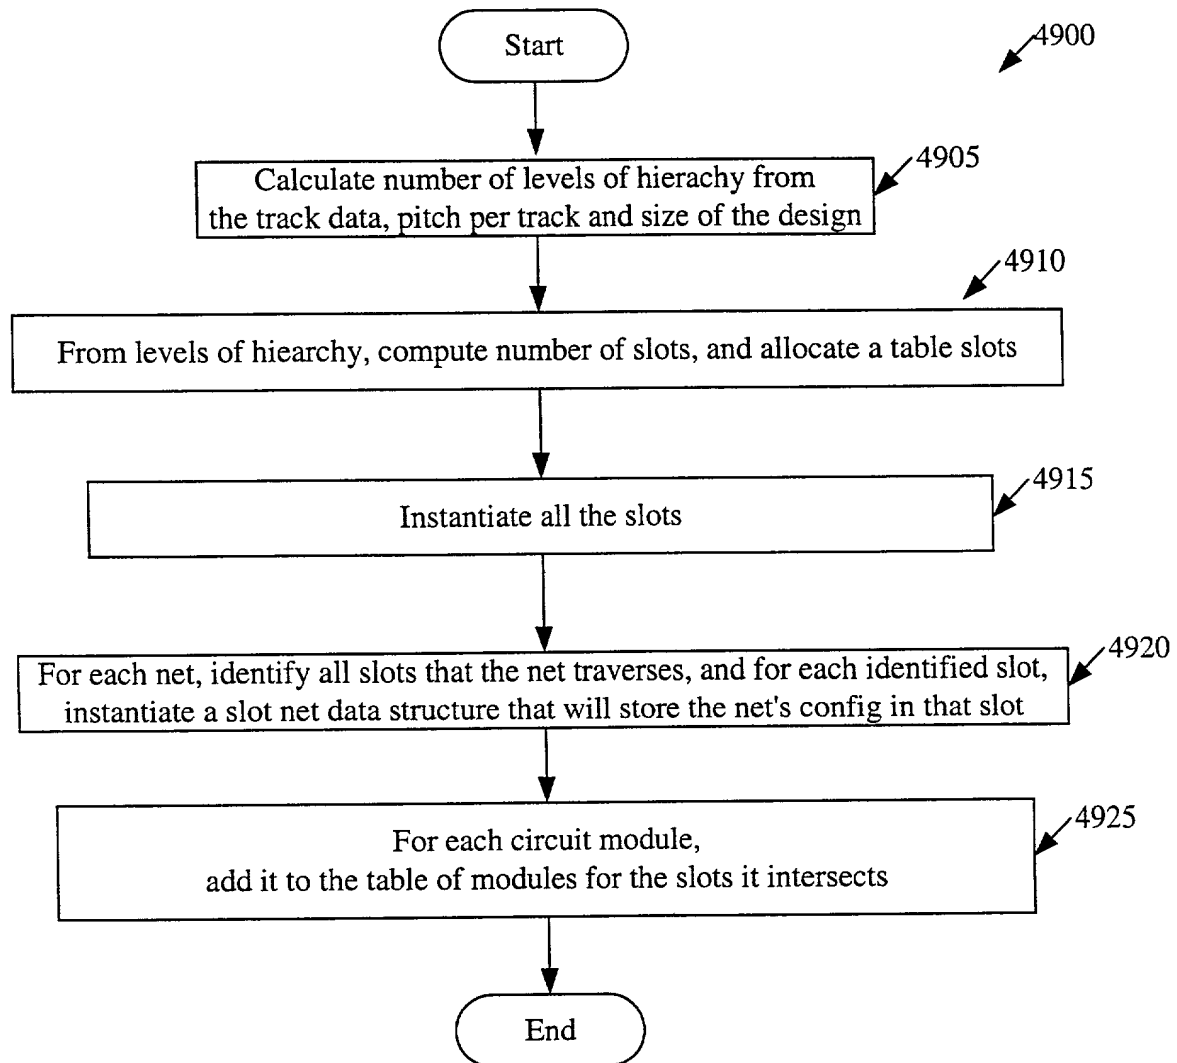 Start
4900
4905
Calculate number of levels of hierachy from
the track data, pitch per track and size of the design
4910
From levels of hiearchy, compute number of slots, and allocate a table slots
4915
Instantiate all the slots
4920
For each net, identify all slots that the net traverses, and for each identified slot,
instantiate a slot net data structure that will store the net's config in that slot
4925
For each circuit module,
add it to the table of modules for the slots it intersects
End